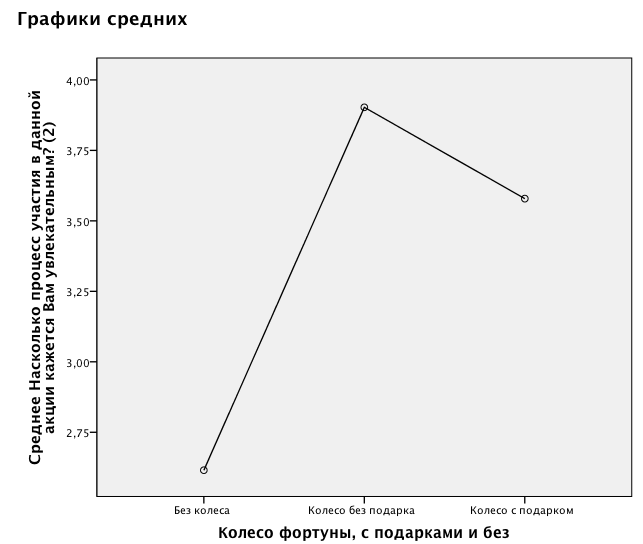 Графики средних
Среднее Насколько процесс участия в данной
акции кажется Вам увлекательным? (2)
4,00
3,75
3,50
3,25
3,00
2,75
Без колеса
Колесо без подарка
Колесо с подарком
Колесо фортуны, с подарками и без